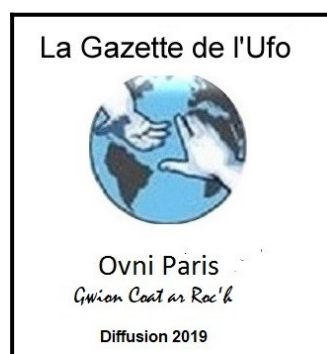 La Gazette de l'Ufo
Ovni Paris
Gwion Coat ar Roc'h
Diffusion 2019